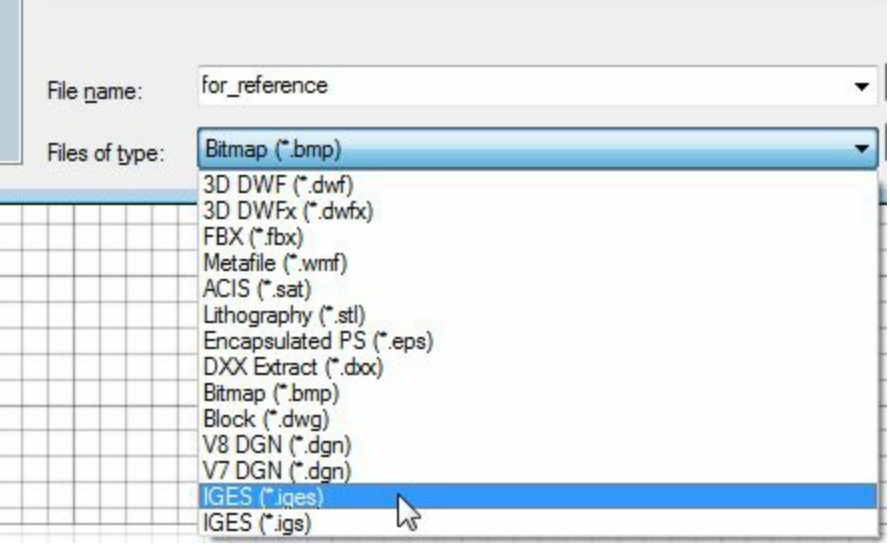 File name:
for_reference
Files of type:
Bitmap (*.bmp)
3D DWF (*.dwf)
3D DWFx (*.dwfx)
FBX (*.fbx)
Metafile (*.wmf)
ACIS (*.sat)
Lithography (*.stl)
Encapsulated PS (*.eps)
DXX Extract (*.dxx)
Bitmap (*.bmp)
Block (*.dwg)
V8 DGN (*.dgn)
V7 DGN (*.dgn)
IGES (*.iges)
IGES (*.igs)